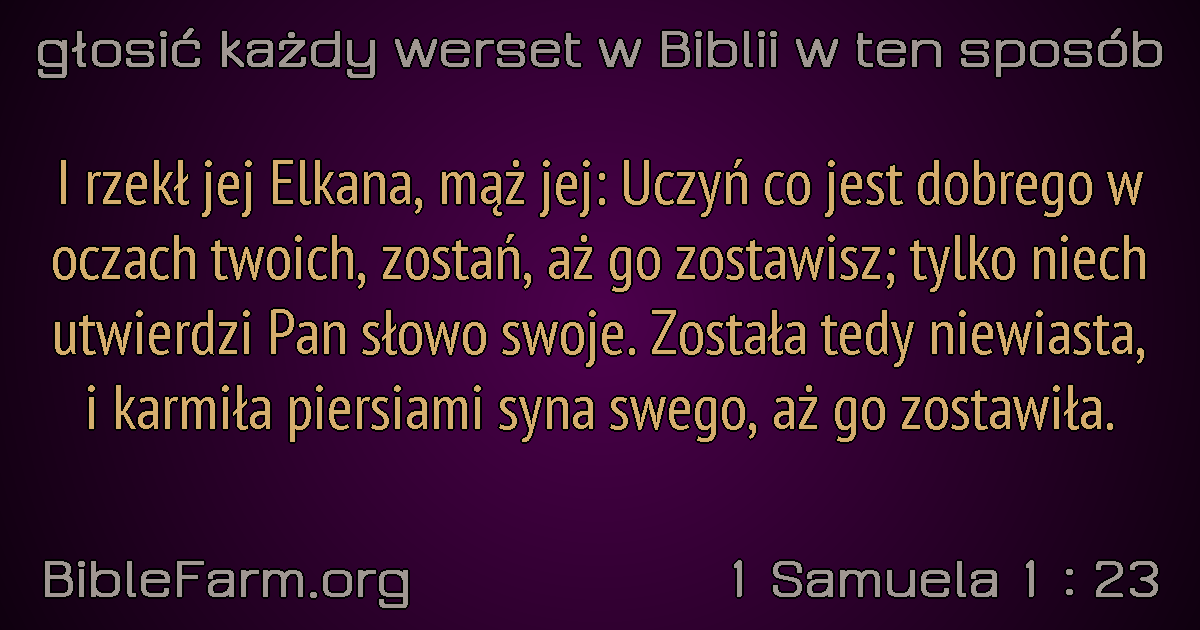 głosić każdy werset w Biblii w ten sposób
I rzekł jej Elkana, mąż jej: Uczyń co jest dobrego w
oczach twoich, zostań, aż go zostawisz; tylko niech
utwierdzi Pan słowo swoje. Została tedy niewiasta,
i karmiła piersiami syna swego, aż go zostawiła.
BibleFarm.org
1 Samuela 1 : 23